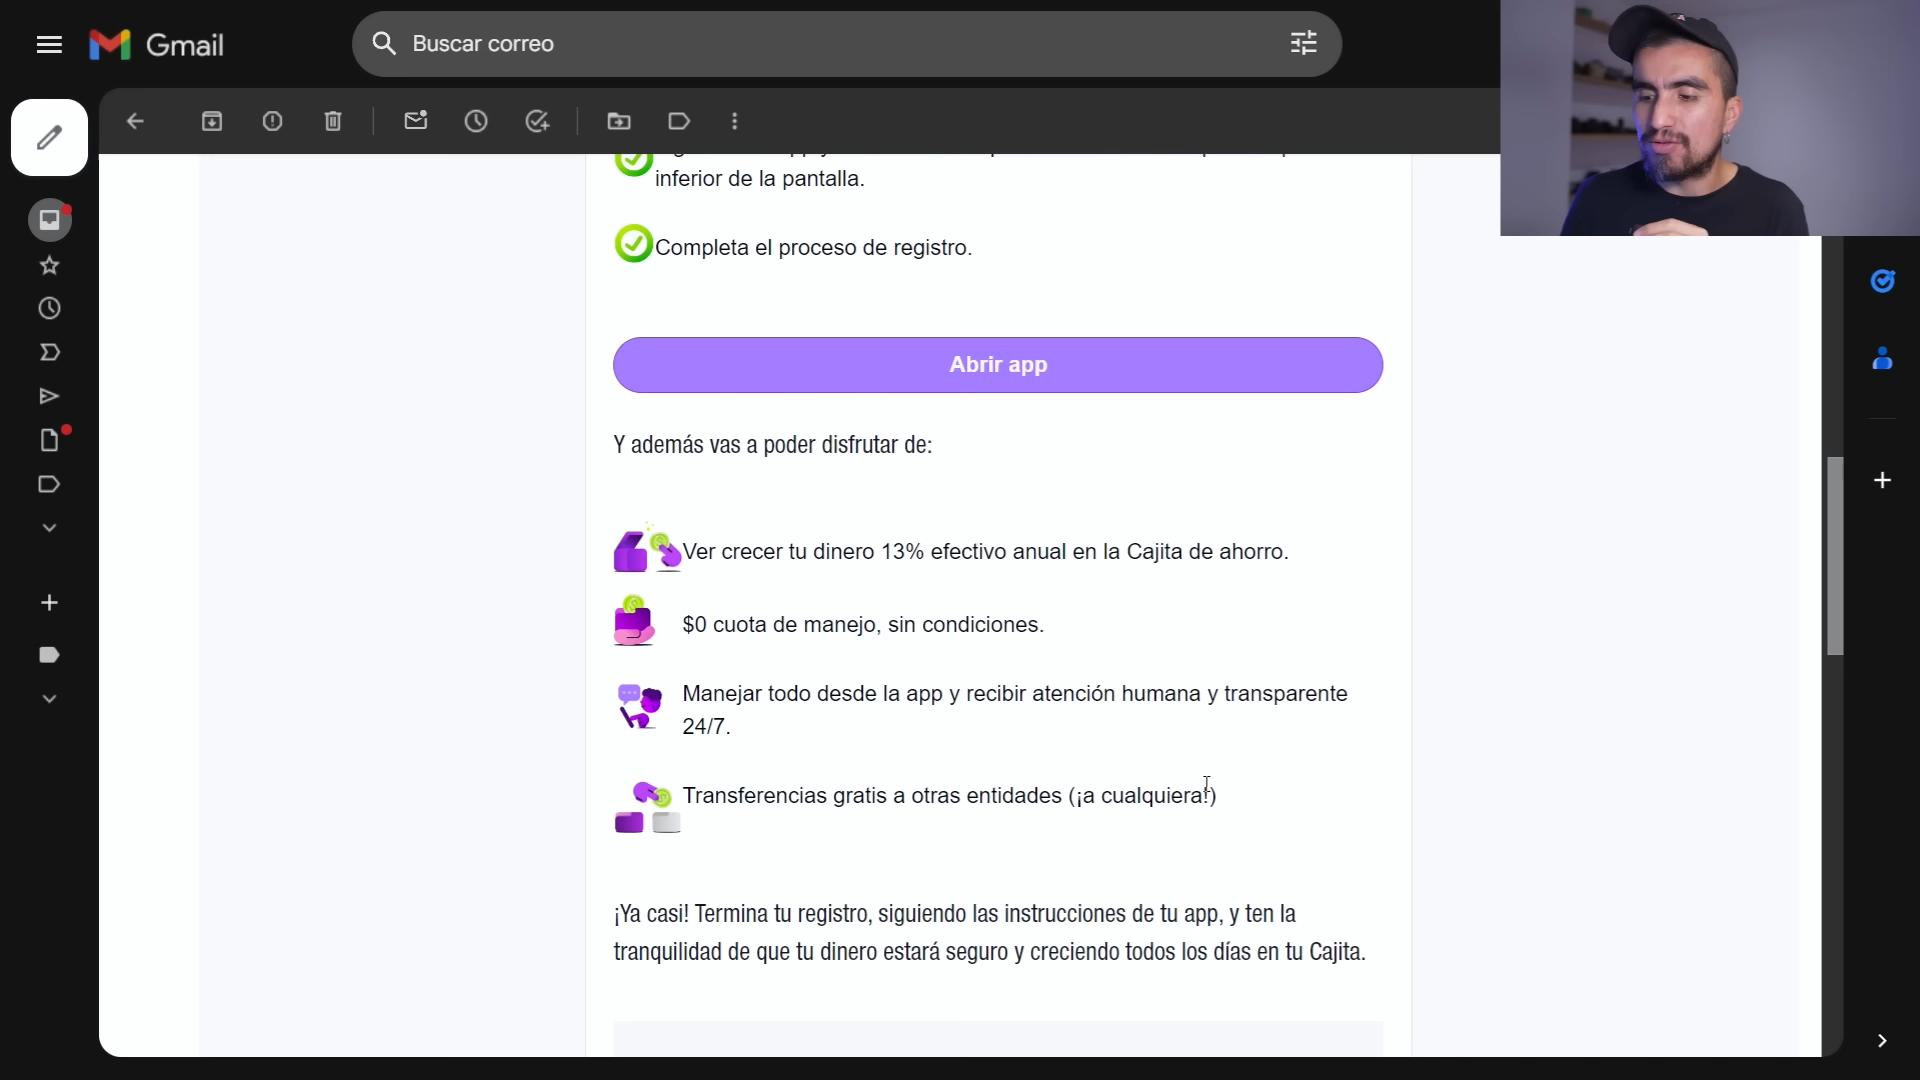 Gmail
Buscar correo
inferior de la pantalla.
Completa el proceso de registro.
Abrir app
Y además vas a poder disfrutar de:
Ver crecer tu dinero 13% efectivo anual en la Cajita de ahorro.
$0 cuota de manejo, sin condiciones.
Manejar todo desde la app y recibir atención humana y transparente
24/7.
Transferencias gratis a otras entidades (¡a cualquiera!)
¡Ya casi! Termina tu registro, siguiendo las instrucciones de tu app, y ten la
tranquilidad de que tu dinero estará seguro y creciendo todos los días en tu Cajita.